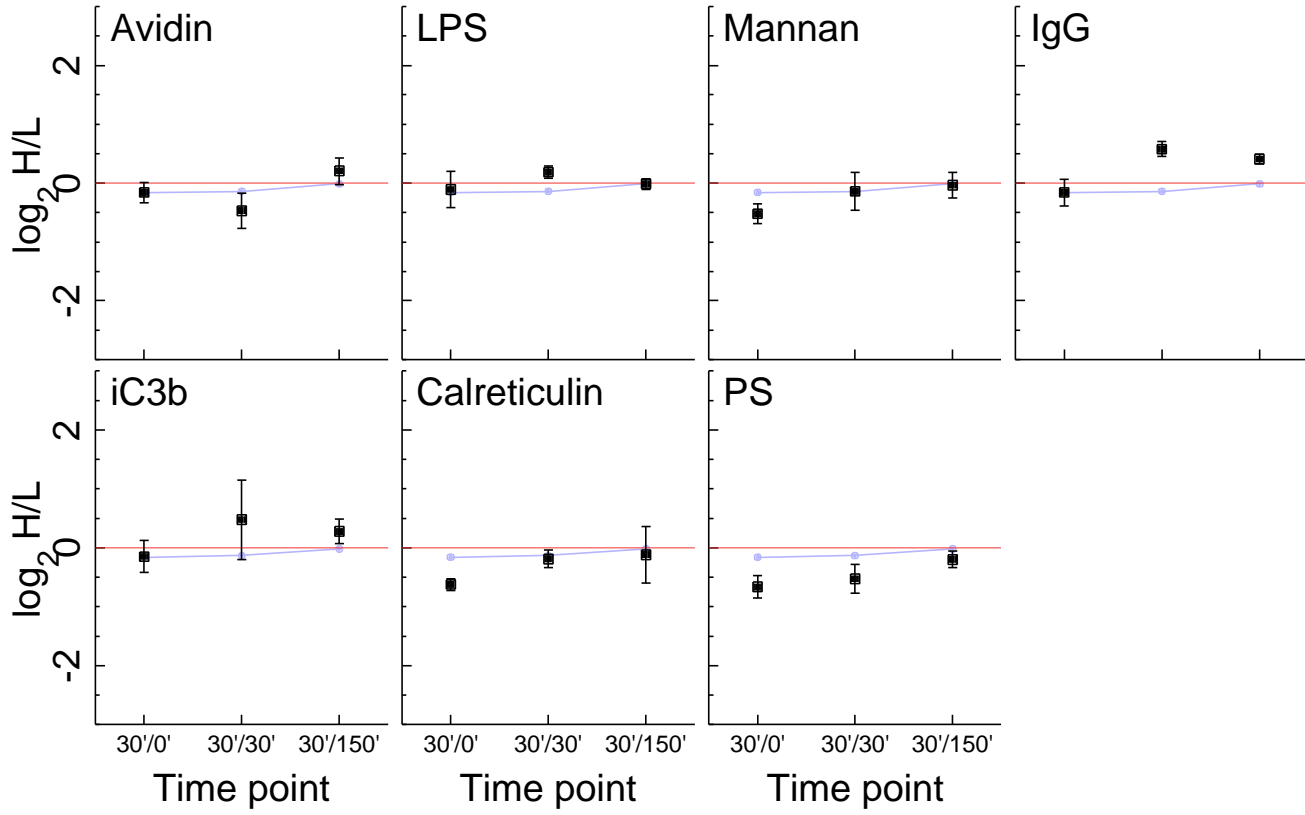 Avidin
LPS
Mannan
IgG
log2 H/L
2
0
-2
iC3b
Calreticulin
PS
log2 H/L
2
0
-2
30'/0' 30'/30' 30'/150'
30'/0' 30'/30' 30'/150'
30'/0' 30'/30' 30'/150'
Time point
Time point
Time point